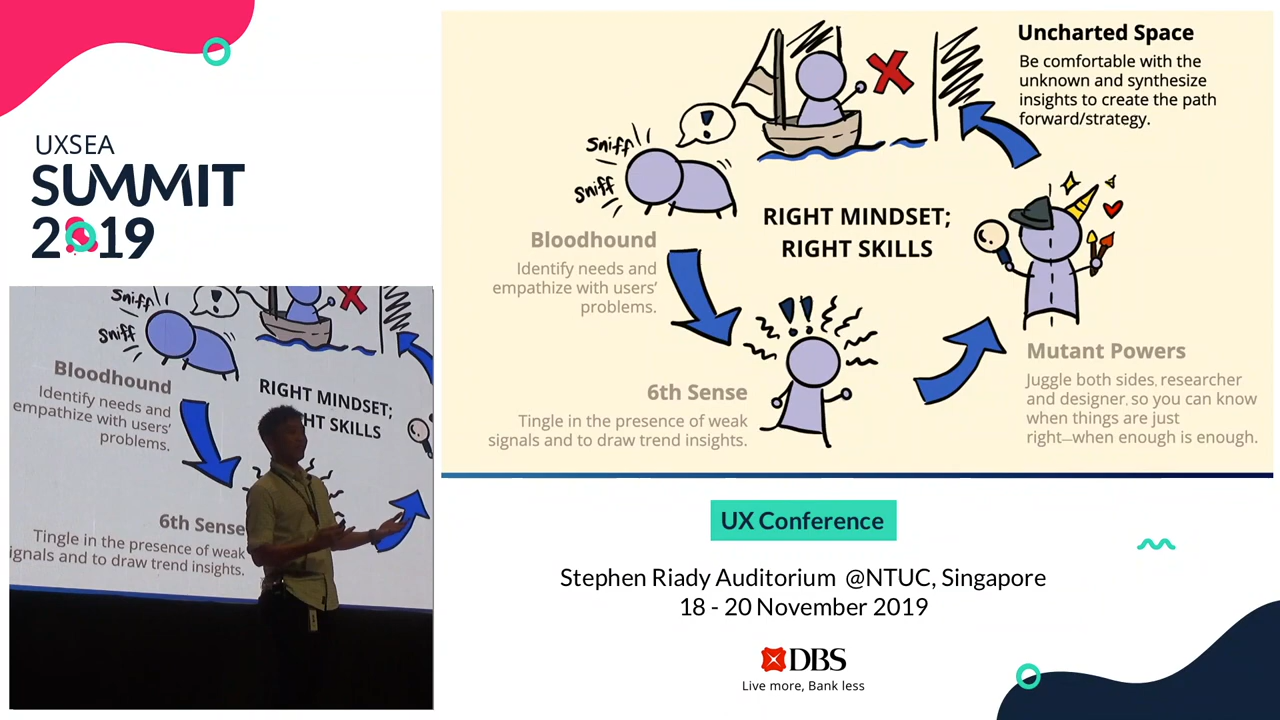 UXSEA
SUMMIT
2019
Sniff
Sniff
!
Bloodhound
Identify needs and
empathize with users'
problems.
RIGHT MINDSET;
RIGHT SKILLS
Uncharted Space
Be comfortable with the
unknown and synthesize
insights to create the path
forward/strategy.
!!
6th Sense
Tingle in the presence of weak
signals and to draw trend insights.
Mutant Powers
Juggle both sides, researcher
and designer, so you can know
when things are just
right—when enough is enough.
Sniff
Sniff
!
Bloodhound
Identify needs and
empathize with users'
problems.
RIGHT MINDSET;
HT SKILLS
6th Sense
Tingle in the presence of weak
ignals and to draw trend insights.
UX Conference
Stephen Riady Auditorium @NTUC, Singapore
18 - 20 November 2019
DBS
Live more, Bank less